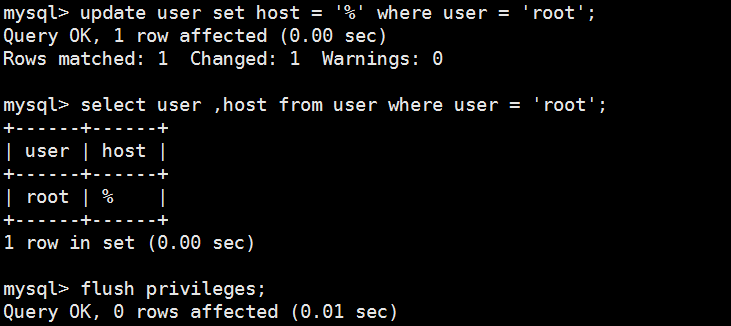 mysql> update user set host = '%' where user = 'root';
Query OK, 1 row affected (0.00 sec)
Rows matched: 1  Changed: 1  Warnings: 0

mysql> select user ,host from user where user = 'root';
+------+------+
| user | host |
+------+------+
| root | %    |
+------+------+
1 row in set (0.00 sec)

mysql> flush privileges;
Query OK, 0 rows affected (0.01 sec)